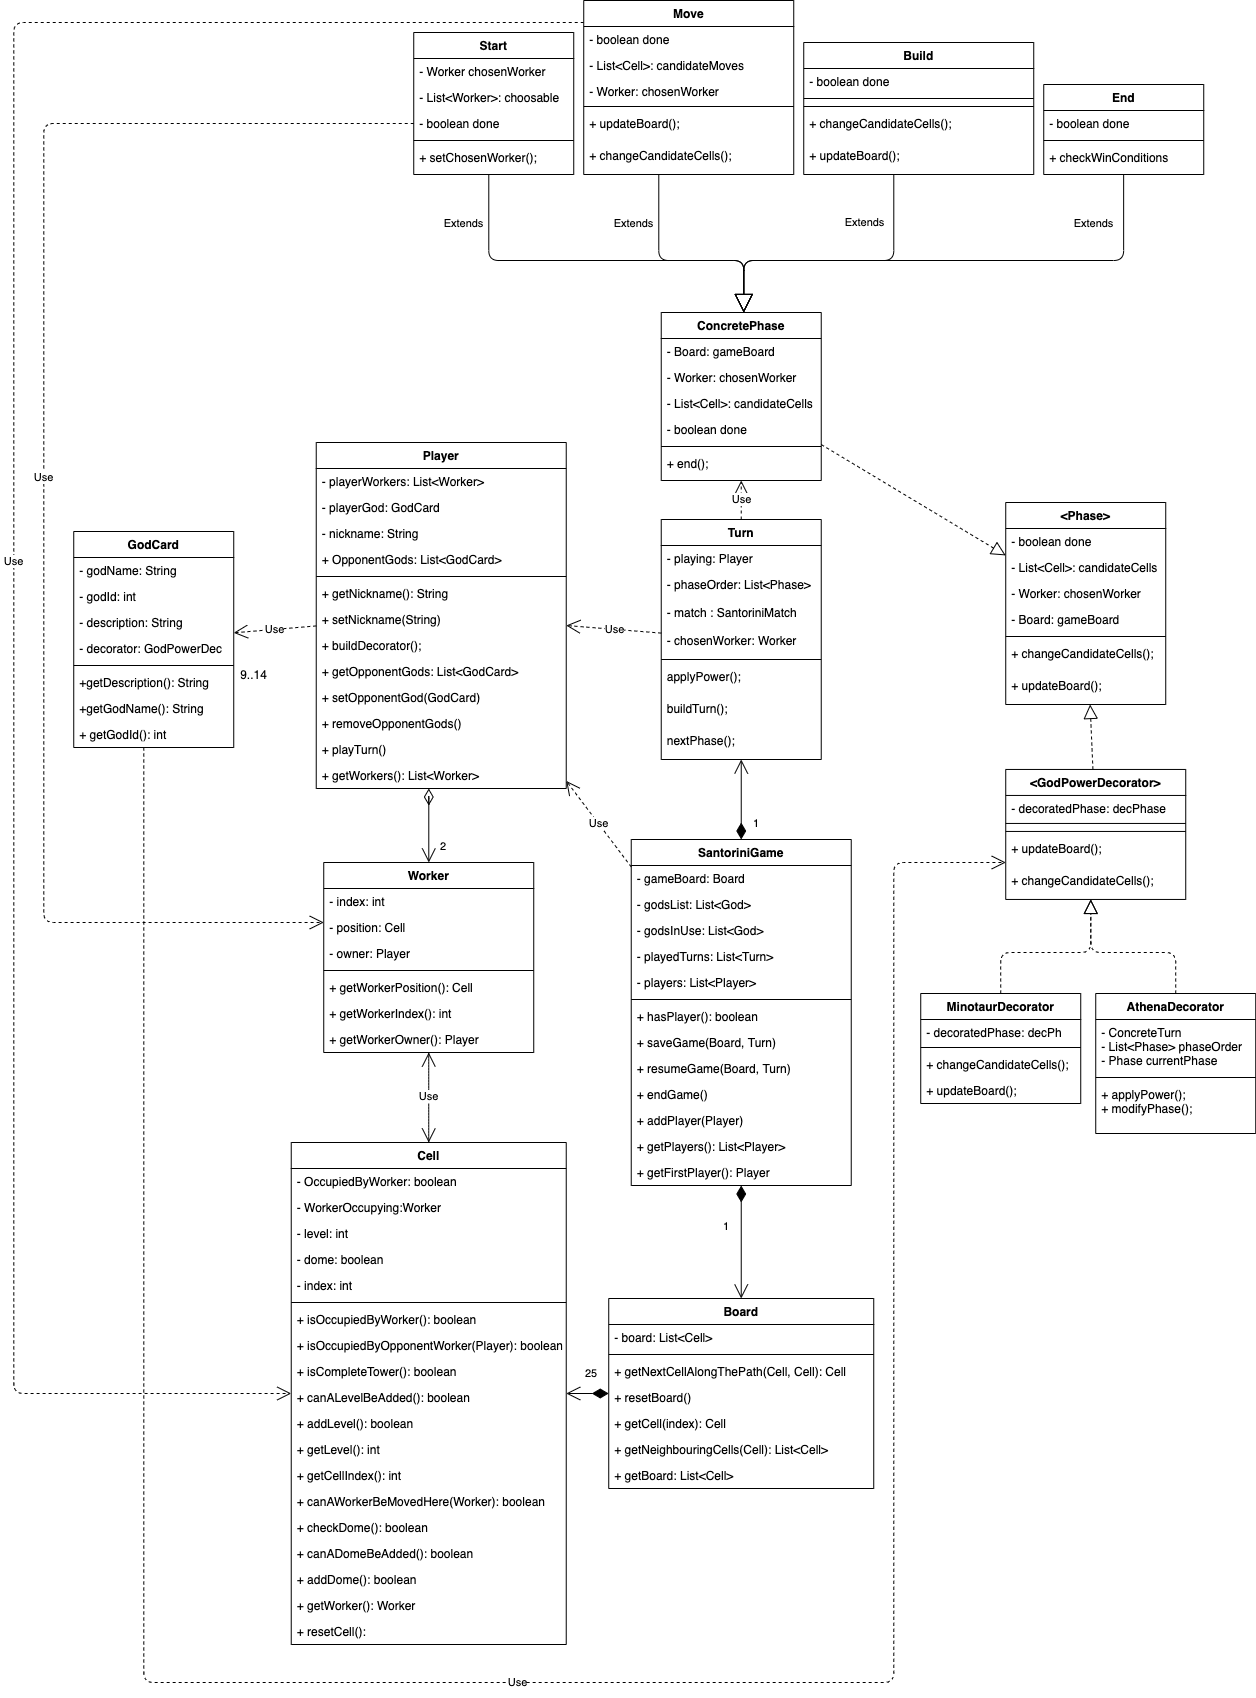 Move
- boolean done
- List<Cell>: candidateMoves
- Worker: chosenWorker
+ updateBoard();
+ changeCandidateCells();
Start
- Worker chosenWorker
- List<Worker>: choosable
- boolean done
+ setChosenWorker();
Build
- boolean done
+ changeCandidateCells();
+ updateBoard();
End
- boolean done
+ checkWinConditions
Extends
Extends
Extends
Extends
ConcretePhase
- Board: gameBoard
- Worker: chosenWorker
- List<Cell>: candidateCells
- boolean done
+ end();
Use
Use
Use
Player
- playerWorkers: List<Worker>
- playerGod: GodCard
- nickname: String
+ OpponentGods: List<GodCard>
+ getNickname(): String
+ setNickname(String)
+ buildDecorator();
+ getOpponentGods: List<GodCard>
+ setOpponentGod(GodCard)
+ removeOpponentGods()
+ playTurn()
+ getWorkers(): List<Worker>
GodCard
- godName: String
- godId: int
- description: String
- decorator: GodPowerDec
+getDescription(): String
+getGodName(): String
+ getGodId(): int
Use
9..14
Turn
- playing: Player
- phaseOrder: List<Phase>
- match : SantoriniMatch
- chosenWorker: Worker
applyPower();
buildTurn();
nextPhase();
Use
<Phase>
- boolean done
- List<Cell>: candidateCells
- Worker: chosenWorker
- Board: gameBoard
+ changeCandidateCells();
+ updateBoard();
<GodPowerDecorator>
- decoratedPhase: decPhase
+ updateBoard();
+ changeCandidateCells();
Use
1
2
Worker
- index: int
- position: Cell
- owner: Player
+ getWorkerPosition(): Cell
+ getWorkerIndex(): int
+ getWorkerOwner(): Player
SantoriniGame
- gameBoard: Board
- godsList: List<God>
- godsInUse: List<God>
- playedTurns: List<Turn>
- players: List<Player>
+ hasPlayer(): boolean
+ saveGame(Board, Turn)
+ resumeGame(Board, Turn)
+ endGame()
+ addPlayer(Player)
+ getPlayers(): List<Player>
+ getFirstPlayer(): Player
MinotaurDecorator
- decoratedPhase: decPh
+ changeCandidateCells();
+ updateBoard();
AthenaDecorator
- ConcreteTurn
- List<Phase> phaseOrder
- Phase currentPhase
+ applyPower();
+ modifyPhase();
Use
Cell
- OccupiedByWorker: boolean
- WorkerOccupying:Worker
- level: int
- dome: boolean
- index: int
+ isOccupiedByWorker(): boolean
+ isOccupiedByOpponentWorker(Player): boolean
+ isCompleteTower(): boolean
+ canALevelBeAdded(): boolean
+ addLevel(): boolean
+ getLevel(): int
+ getCellIndex(): int
+ canAWorkerBeMovedHere(Worker): boolean
+ checkDome(): boolean
+ canADomeBeAdded(): boolean
+ addDome(): boolean
+ getWorker(): Worker
+ resetCell():
1
25
Board
- board: List<Cell>
+ getNextCellAlongThePath(Cell, Cell): Cell
+ resetBoard()
+ getCell(index): Cell
+ getNeighbouringCells(Cell): List<Cell>
+ getBoard: List<Cell>
Use